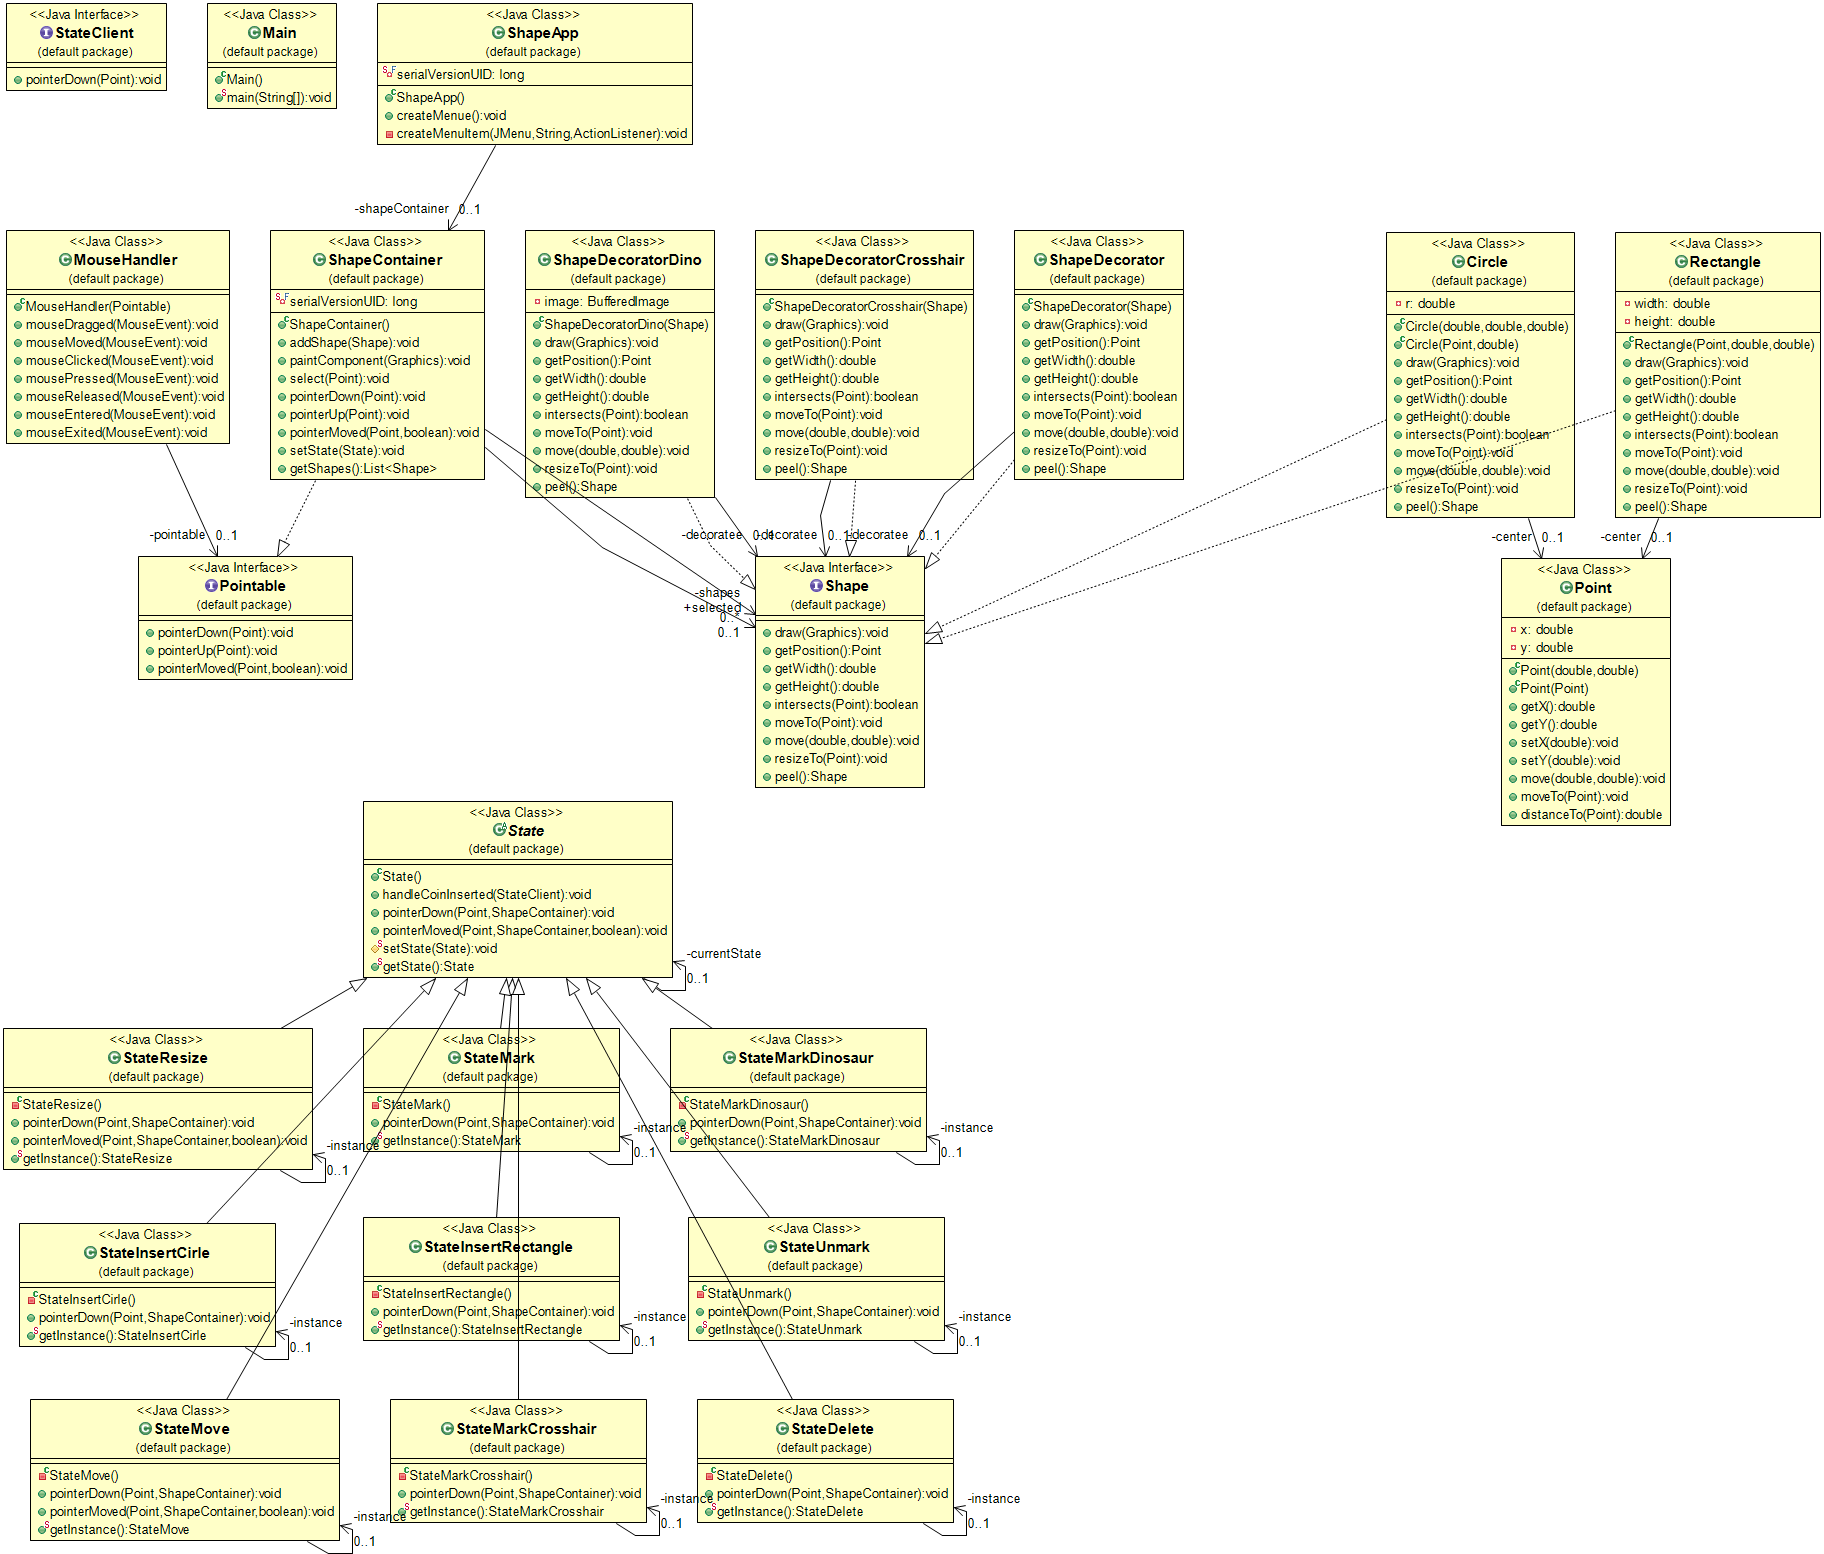 <<Java Interface>>
StateClient
(default package)
pointerDown(Point):void
<<Java Class>>
Main
(default package)
Main()
main(String[]):void
<<Java Class>>
ShapeApp
(default package)
serialVersionUID: long
ShapeApp()
createMenue():void
createMenuItem(JMenu,String,ActionListener):void
-shapeContainer 0..1
<<Java Class>>
MouseHandler
(default package)
MouseHandler(Pointable)
mouseDragged(MouseEvent):void
mouseMoved(MouseEvent):void
mouseClicked(MouseEvent):void
mousePressed(MouseEvent):void
mouseReleased(MouseEvent):void
mouseEntered(MouseEvent):void
mouseExited(MouseEvent):void
<<Java Class>>
ShapeContainer
(default package)
serialVersionUID: long
ShapeContainer()
addShape(Shape):void
paintComponent(Graphics):void
select(Point):void
pointerDown(Point):void
pointerUp(Point):void
pointerMoved(Point,boolean):void
setState(State):void
getShapes():List<Shape>
<<Java Class>>
ShapeDecoratorDino
(default package)
image: BufferedImage
ShapeDecoratorDino(Shape)
draw(Graphics):void
getPosition():Point
getWidth():double
getHeight():double
intersects(Point):boolean
moveTo(Point):void
move(double,double):void
resizeTo(Point):void
peel():Shape
<<Java Class>>
ShapeDecoratorCrosshair
(default package)
ShapeDecoratorCrosshair(Shape)
draw(Graphics):void
getPosition():Point
getWidth():double
getHeight():double
intersects(Point):boolean
moveTo(Point):void
move(double,double):void
resizeTo(Point):void
peel():Shape
<<Java Class>>
ShapeDecorator
(default package)
ShapeDecorator(Shape)
draw(Graphics):void
getPosition():Point
getWidth():double
getHeight():double
intersects(Point):boolean
moveTo(Point):void
move(double,double):void
resizeTo(Point):void
peel():Shape
<<Java Class>>
Circle
(default package)
r: double
Circle(double,double,double)
Circle(Point,double)
draw(Graphics):void
getPosition():Point
getWidth():double
getHeight():double
intersects(Point):boolean
moveTo(Point):void
move(double,double):void
resizeTo(Point):void
peel():Shape
<<Java Class>>
Rectangle
(default package)
width: double
height: double
Rectangle(Point,double,double)
draw(Graphics):void
getPosition():Point
getWidth():double
getHeight():double
intersects(Point):boolean
moveTo(Point):void
move(double,double):void
resizeTo(Point):void
peel():Shape
-pointable 0..1
-decoratee 0..1
-decoratee 0..1
-decoratee 0..1
-center 0..1
-center 0..1
<<Java Interface>>
Pointable
(default package)
pointerDown(Point):void
pointerUp(Point):void
pointerMoved(Point,boolean):void
-shapes
+selected
0..*
0..1
<<Java Interface>>
Shape
(default package)
draw(Graphics):void
getPosition():Point
getWidth():double
getHeight():double
intersects(Point):boolean
moveTo(Point):void
move(double,double):void
resizeTo(Point):void
peel():Shape
<<Java Class>>
Point
(default package)
x: double
y: double
Point(double,double)
Point(Point)
getX():double
getY():double
setX(double):void
setY(double):void
move(double,double):void
moveTo(Point):void
distanceTo(Point):double
<<Java Class>>
State
(default package)
State()
handleCoinInserted(StateClient):void
pointerDown(Point,ShapeContainer):void
pointerMoved(Point,ShapeContainer,boolean):void
setState(State):void
getState():State
-currentState
0..1
<<Java Class>>
StateResize
(default package)
StateResize()
pointerDown(Point,ShapeContainer):void
pointerMoved(Point,ShapeContainer,boolean):void
getInstance():StateResize
-instance
0..1
<<Java Class>>
StateMark
(default package)
StateMark()
pointerDown(Point,ShapeContainer):void
getInstance():StateMark
-instance
0..1
<<Java Class>>
StateMarkDinosaur
(default package)
StateMarkDinosaur()
pointerDown(Point,ShapeContainer):void
getInstance():StateMarkDinosaur
-instance
0..1
<<Java Class>>
StateInsertCirle
(default package)
StateInsertCirle()
pointerDown(Point,ShapeContainer):void
getInstance():StateInsertCirle
-instance
0..1
<<Java Class>>
StateInsertRectangle
(default package)
StateInsertRectangle()
pointerDown(Point,ShapeContainer):void
getInstance():StateInsertRectangle
-instance
0..1
<<Java Class>>
StateUnmark
(default package)
StateUnmark()
pointerDown(Point,ShapeContainer):void
getInstance():StateUnmark
-instance
0..1
<<Java Class>>
StateMove
(default package)
StateMove()
pointerDown(Point,ShapeContainer):void
pointerMoved(Point,ShapeContainer,boolean):void
getInstance():StateMove
-instance
0..1
<<Java Class>>
StateMarkCrosshair
(default package)
StateMarkCrosshair()
pointerDown(Point,ShapeContainer):void
getInstance():StateMarkCrosshair
-instance
0..1
<<Java Class>>
StateDelete
(default package)
StateDelete()
pointerDown(Point,ShapeContainer):void
getInstance():StateDelete
-instance
0..1